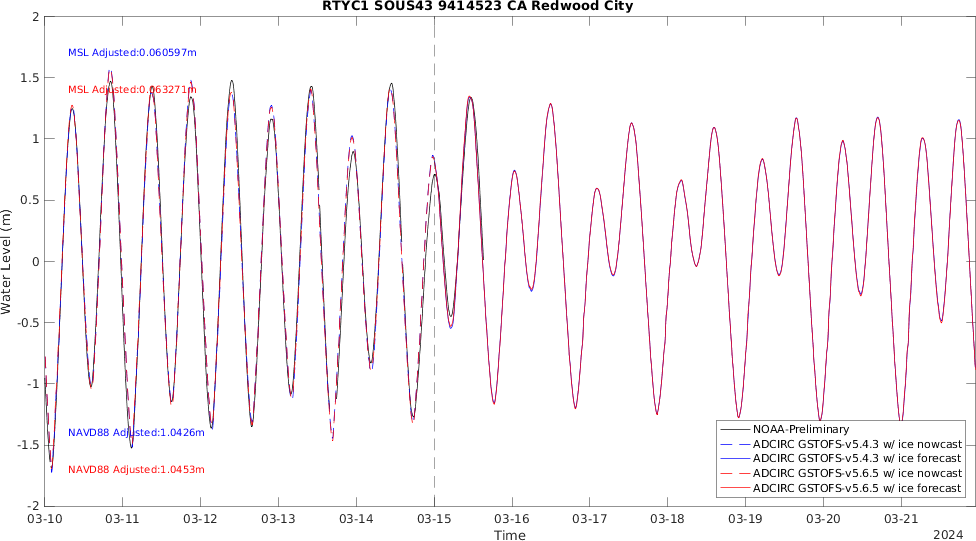 RTYC1 SOUS43 9414523 CA Redwood City
MSL Adjusted:0.060597m
MSL Adjusted:0.063271m
NAVD88 Adjusted:1.0426m
NAVD88 Adjusted:1.0453m
Water Level (m)
2
1.5
1
0.5
0
-0.5
-1
-1.5
-2
03-10 03-11 03-12 03-13 03-14 03-15 03-16 03-17 03-18 03-19 03-20 03-21
Time
2024
NOAA-Preliminary
ADCIRC GSTOFS-v5.4.3 w/ ice nowcast
ADCIRC GSTOFS-v5.4.3 w/ ice forecast
ADCIRC GSTOFS-v5.6.5 w/ ice nowcast
ADCIRC GSTOFS-v5.6.5 w/ ice forecast